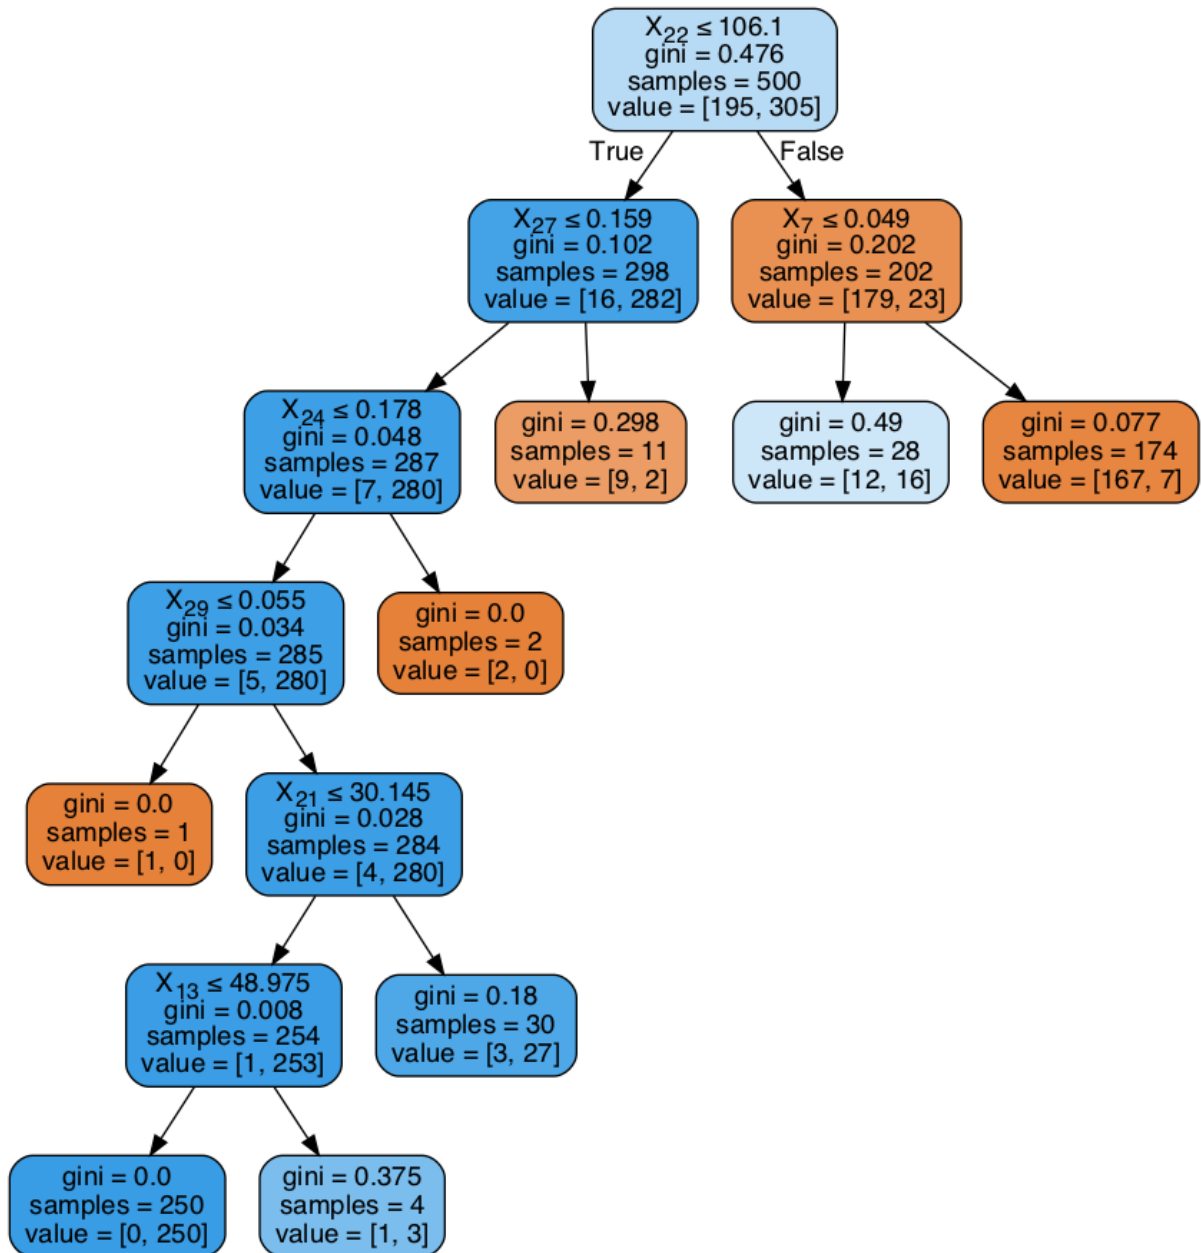 X22 ≤ 106.1
gini = 0.476
samples = 500
value = [195, 305]
True
False
X27 ≤ 0.159
gini = 0.102
samples = 298
value = [16, 282]
X7 ≤ 0.049
gini = 0.202
samples = 202
value = [179, 23]
X24 ≤ 0.178
gini = 0.048
samples = 287
value = [7, 280]
gini = 0.298
samples = 11
value = [9, 2]
gini = 0.49
samples = 28
value = [12, 16]
gini = 0.077
samples = 174
value = [167, 7]
X29 ≤ 0.055
gini = 0.034
samples = 285
value = [5, 280]
gini = 0.0
samples = 2
value = [2, 0]
gini = 0.0
samples = 1
value = [1, 0]
X21 ≤ 30.145
gini = 0.028
samples = 284
value = [4, 280]
X13 ≤ 48.975
gini = 0.008
samples = 254
value = [1, 253]
gini = 0.18
samples = 30
value = [3, 27]
gini = 0.0
samples = 250
value = [0, 250]
gini = 0.375
samples = 4
value = [1, 3]